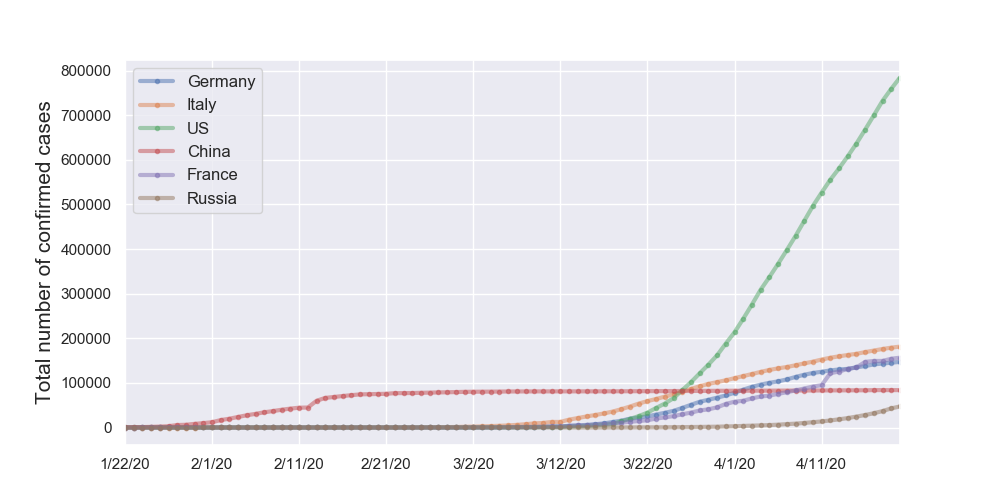 Total number of confirmed cases
800000
700000
600000
500000
400000
300000
200000
100000
0
Germany
Italy
US
China
France
Russia
1/22/20 2/1/20 2/11/20 2/21/20 3/2/20 3/12/20 3/22/20 4/1/20 4/11/20